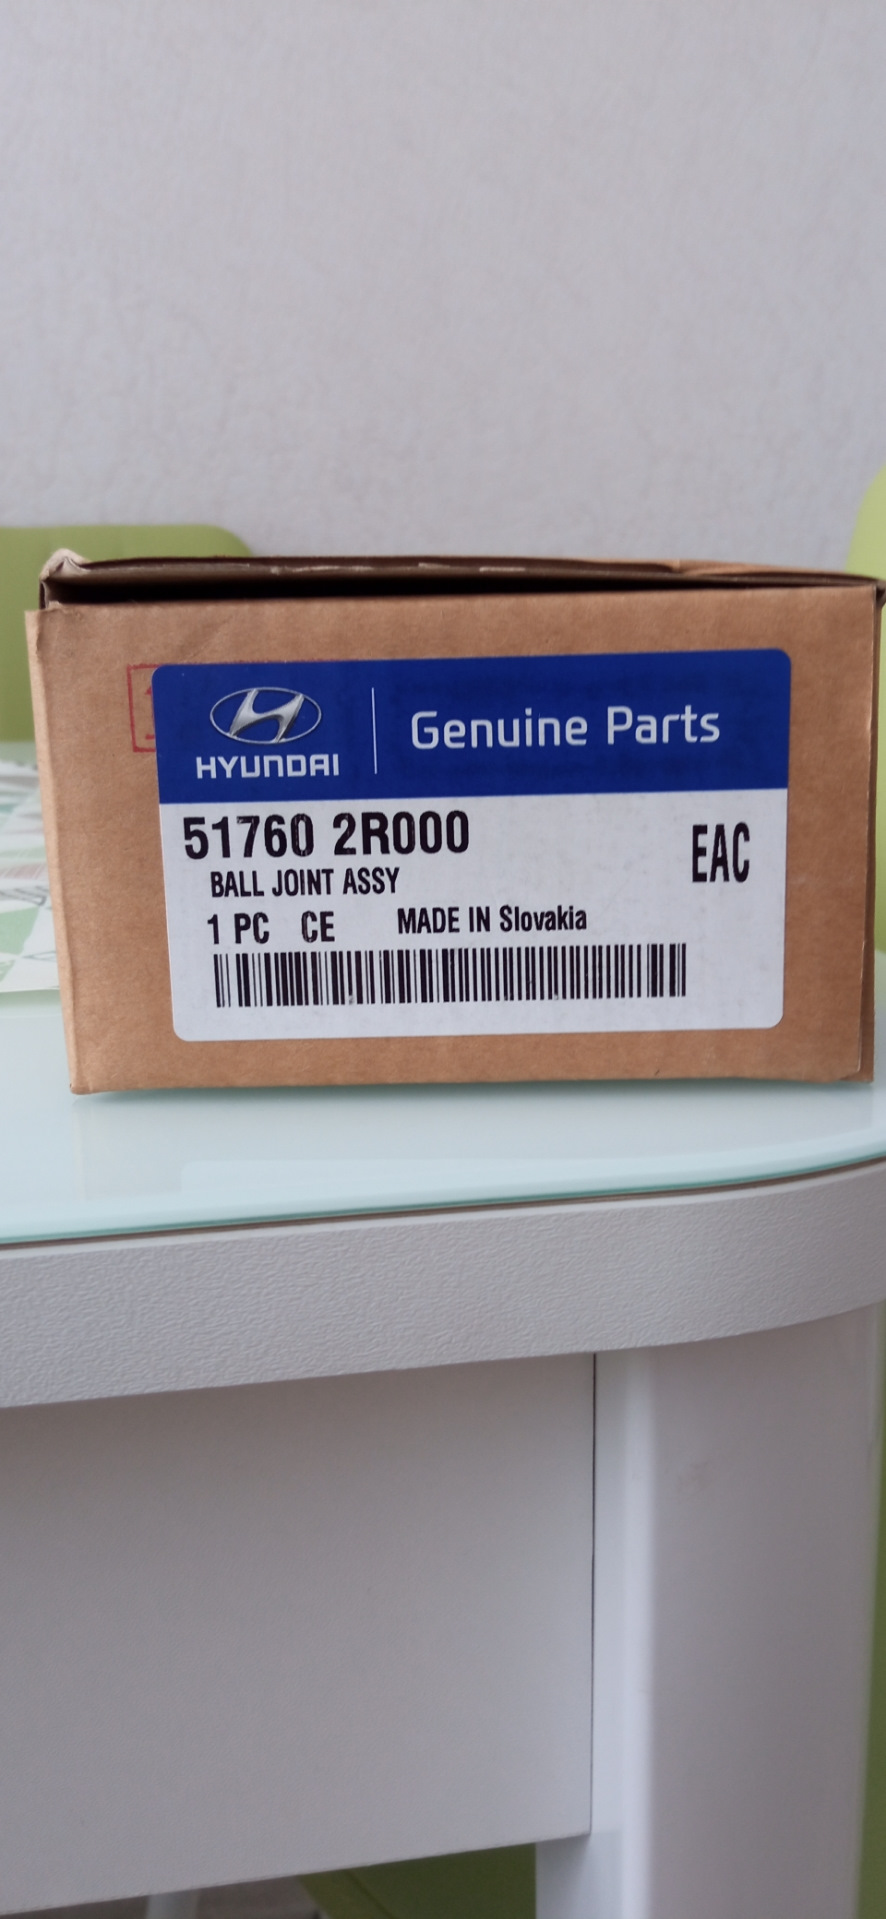 HYUNDAI
Genuine Parts
51760 2R000
EAC
BALL JOINT ASSY
1 PC CE MADE IN Slovakia